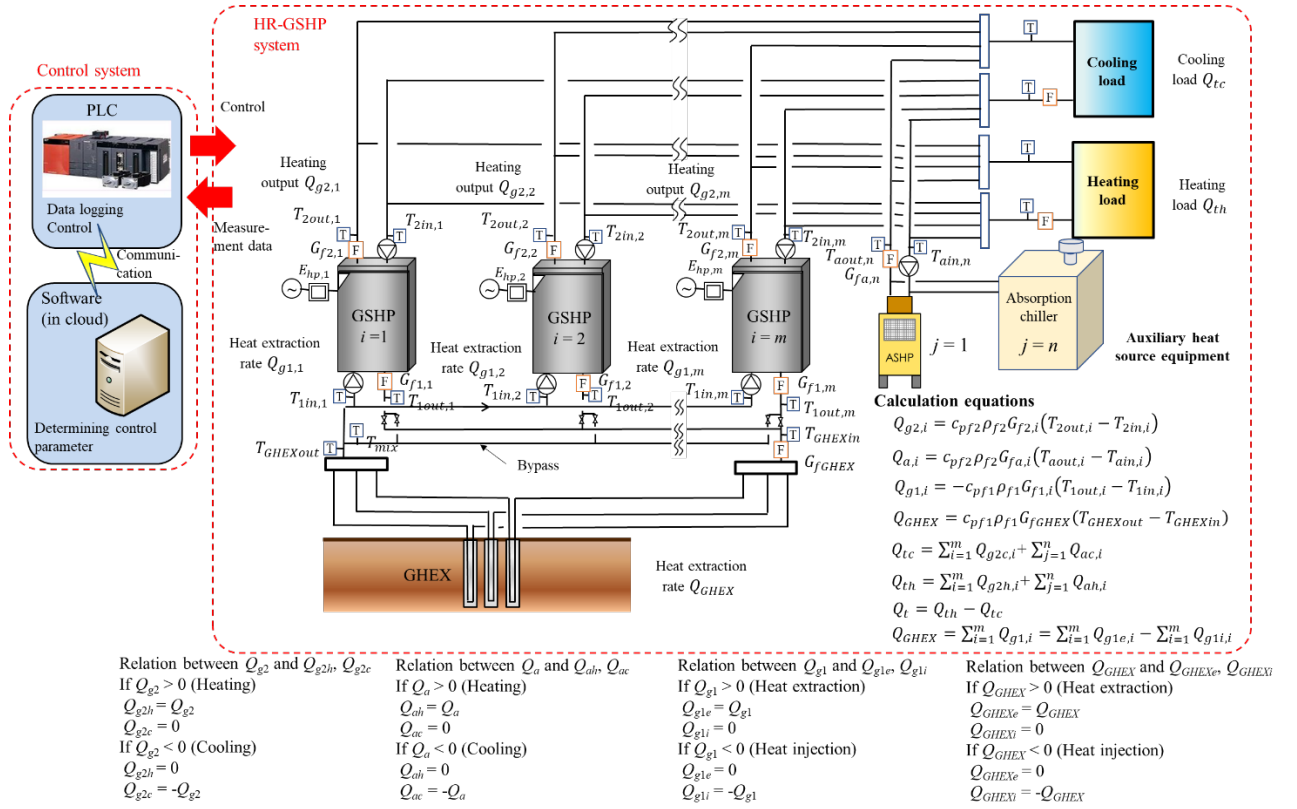 HR-GSHP
system
Control system
PLC
Data logging
Control
Communi-
cation
Software
(in cloud)
Determining control
parameter
Control
Measure-
ment data
Heating
output Q_{g2,1}
Heating
output Q_{g2,2}
Heating
output Q_{g2,m}
T_{2out,1}
T
T
T_{2in,1}
G_{f2,1}
F
T_{2out,2}
T
T
T_{2in,2}
G_{f2,2}
F
T_{2out,m}
T
T
T_{2in,m}
G_{f2,m}
F
T_{aout,n}
T
T
T_{ain,n}
G_{fa,n}
F
E_{hp,1}
E_{hp,2}
E_{hp,m}
GSHP
i =1
GSHP
i = 2
GSHP
i = m
ASHP
j = 1
Absorption
chiller
j = n
Auxiliary heat
source equipment
T
Cooling
load
Cooling
load Q_{tc}
T
F
T
Heating
load
Heating
load Q_{th}
T
F
Heat extraction
rate Q_{g1,1}
Heat extraction
rate Q_{g1,2}
Heat extraction
rate Q_{g1,m}
F
G_{f1,1}
F
G_{f1,2}
F
G_{f1,m}
T_{1in,1}
T
T
T_{1out,1}
T_{1in,2}
T
T
T_{1out,2}
T_{1in,m}
T
T
T_{1out,m}
T_{GHEXout}
T
T
T_{mix}
Bypass
T
T_{GHEXin}
F
G_{fGHEX}
GHEX
Heat extraction
rate Q_{GHEX}
Calculation equations
Q_{g2,i} = c_{pf2}ρ_{f2}G_{f2,i}(T_{2out,i} − T_{2in,i})
Q_{a,i} = c_{pf2}ρ_{f2}G_{fa,i}(T_{aout,i} − T_{ain,i})
Q_{g1,i} = −c_{pf1}ρ_{f1}G_{f1,i}(T_{1out,i} − T_{1in,i})
Q_{GHEX} = c_{pf1}ρ_{f1}G_{fGHEX}(T_{GHEXout} − T_{GHEXin})
Q_{tc} = ∑_{i=1}^{m} Q_{g2c,i} + ∑_{j=1}^{n} Q_{ac,i}
Q_{th} = ∑_{i=1}^{m} Q_{g2h,i} + ∑_{j=1}^{n} Q_{ah,i}
Q_{t} = Q_{th} − Q_{tc}
Q_{GHEX} = ∑_{i=1}^{m} Q_{g1,i} = ∑_{i=1}^{m} Q_{g1e,i} − ∑_{i=1}^{m} Q_{g1i,i}
Relation between Q_{g2} and Q_{g2h}, Q_{g2c}
If Q_{g2} > 0 (Heating)
Q_{g2h} = Q_{g2}
Q_{g2c} = 0
If Q_{g2} < 0 (Cooling)
Q_{g2h} = 0
Q_{g2c} = -Q_{g2}
Relation between Q_{a} and Q_{ah}, Q_{ac}
If Q_{a} > 0 (Heating)
Q_{ah} = Q_{a}
Q_{ac} = 0
If Q_{a} < 0 (Cooling)
Q_{ah} = 0
Q_{ac} = -Q_{a}
Relation between Q_{g1} and Q_{g1e}, Q_{g1i}
If Q_{g1} > 0 (Heat extraction)
Q_{g1e} = Q_{g1}
Q_{g1i} = 0
If Q_{g1} < 0 (Heat injection)
Q_{g1e} = 0
Q_{g1i} = -Q_{g1}
Relation between Q_{GHEX} and Q_{GHEXe}, Q_{GHEXi}
If Q_{GHEX} > 0 (Heat extraction)
Q_{GHEXe} = Q_{GHEX}
Q_{GHEXi} = 0
If Q_{GHEX} < 0 (Heat injection)
Q_{GHEXe} = 0
Q_{GHEXi} = -Q_{GHEX}